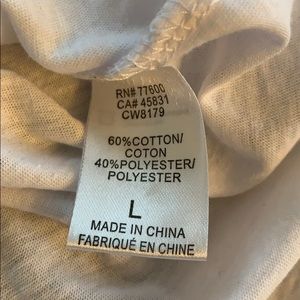 RN# 77600
CA# 45831
CW8179
60%COTTON/
COTON
40%POLYESTER/
POLYESTER
L
MADE IN CHINA
FABRIQUÉ EN CHINE